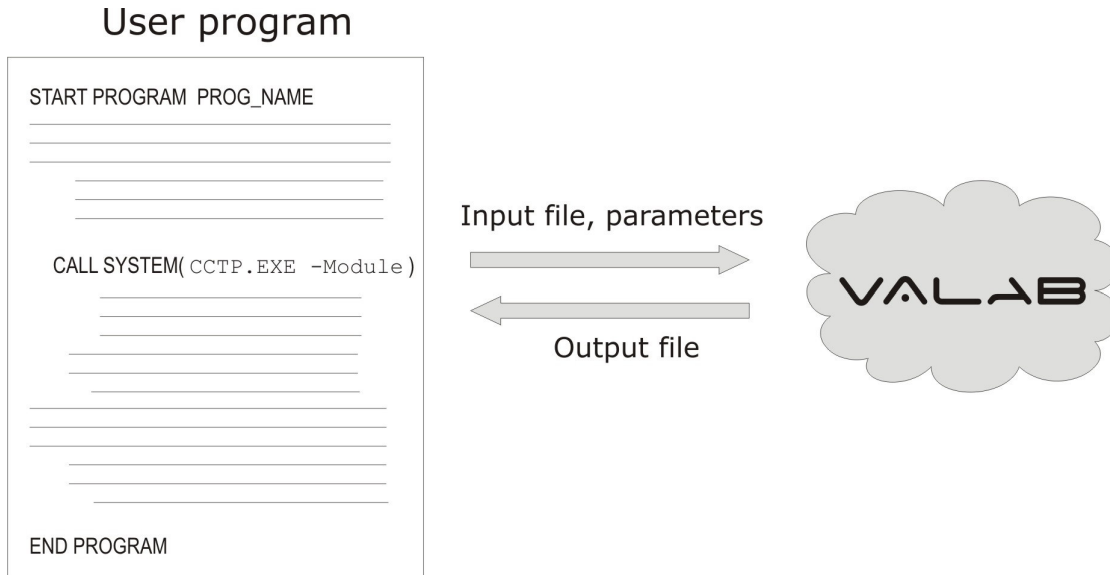 User program
START PROGRAM PROG_NAME
CALL SYSTEM( CCTP.EXE -Module )
END PROGRAM
Input file, parameters
Output file
VALAB